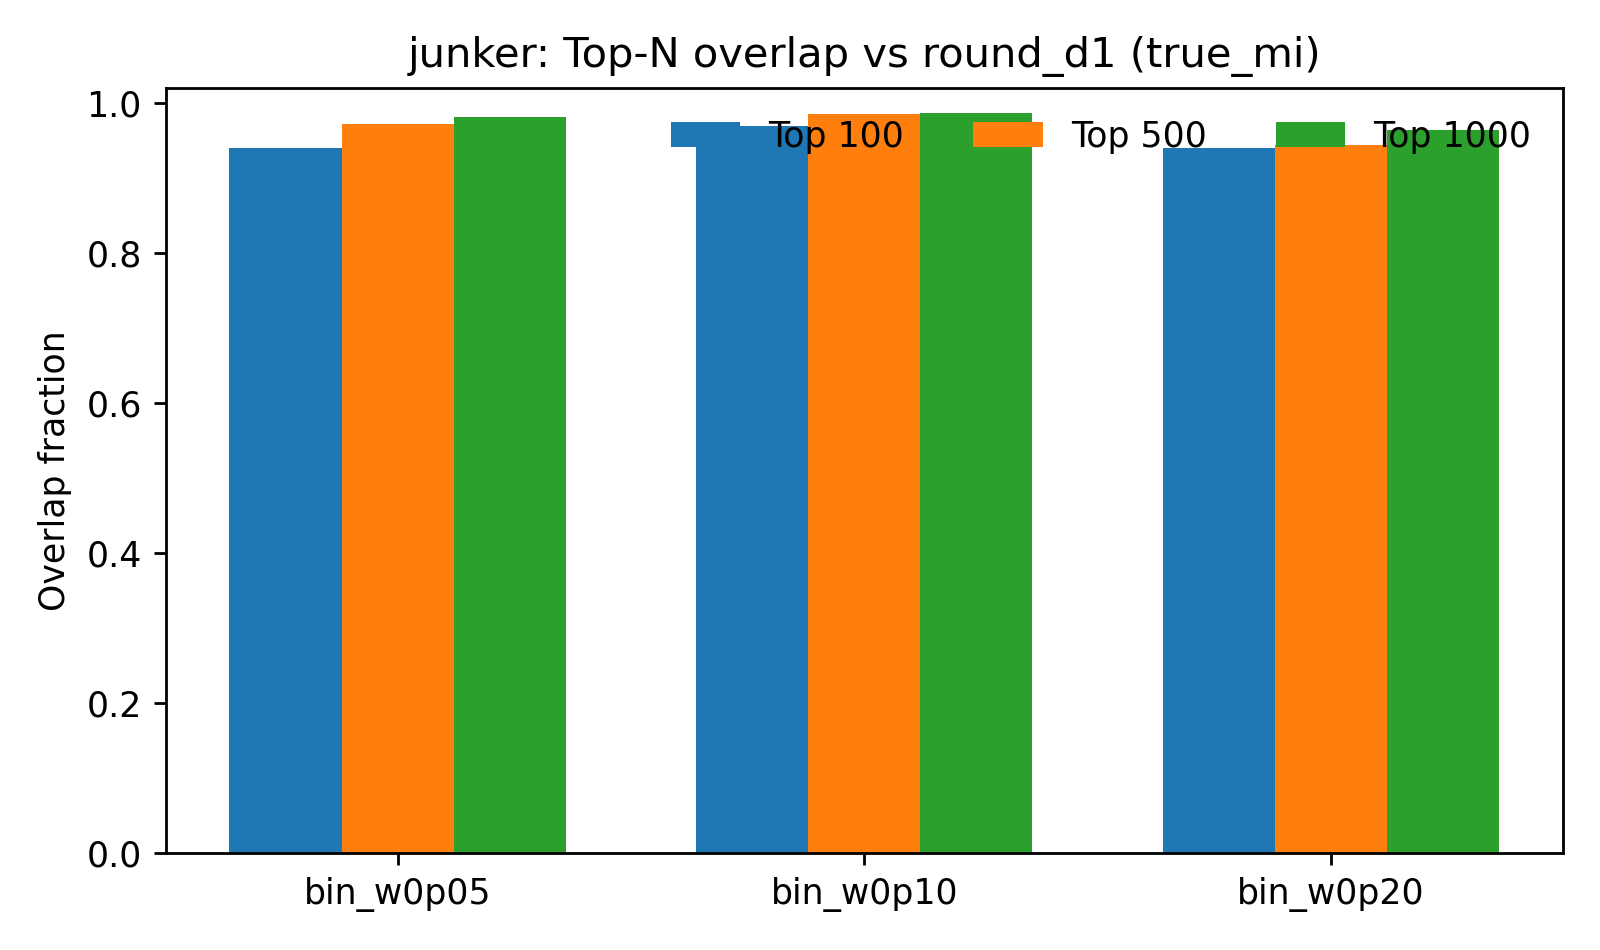 junker: Top-N overlap vs round_d1 (true_mi)
1.0
0.8
0.6
0.4
0.2
0.0
Overlap fraction
Top 100 Top 500 Top 1000
bin_w0p05 bin_w0p10 bin_w0p20